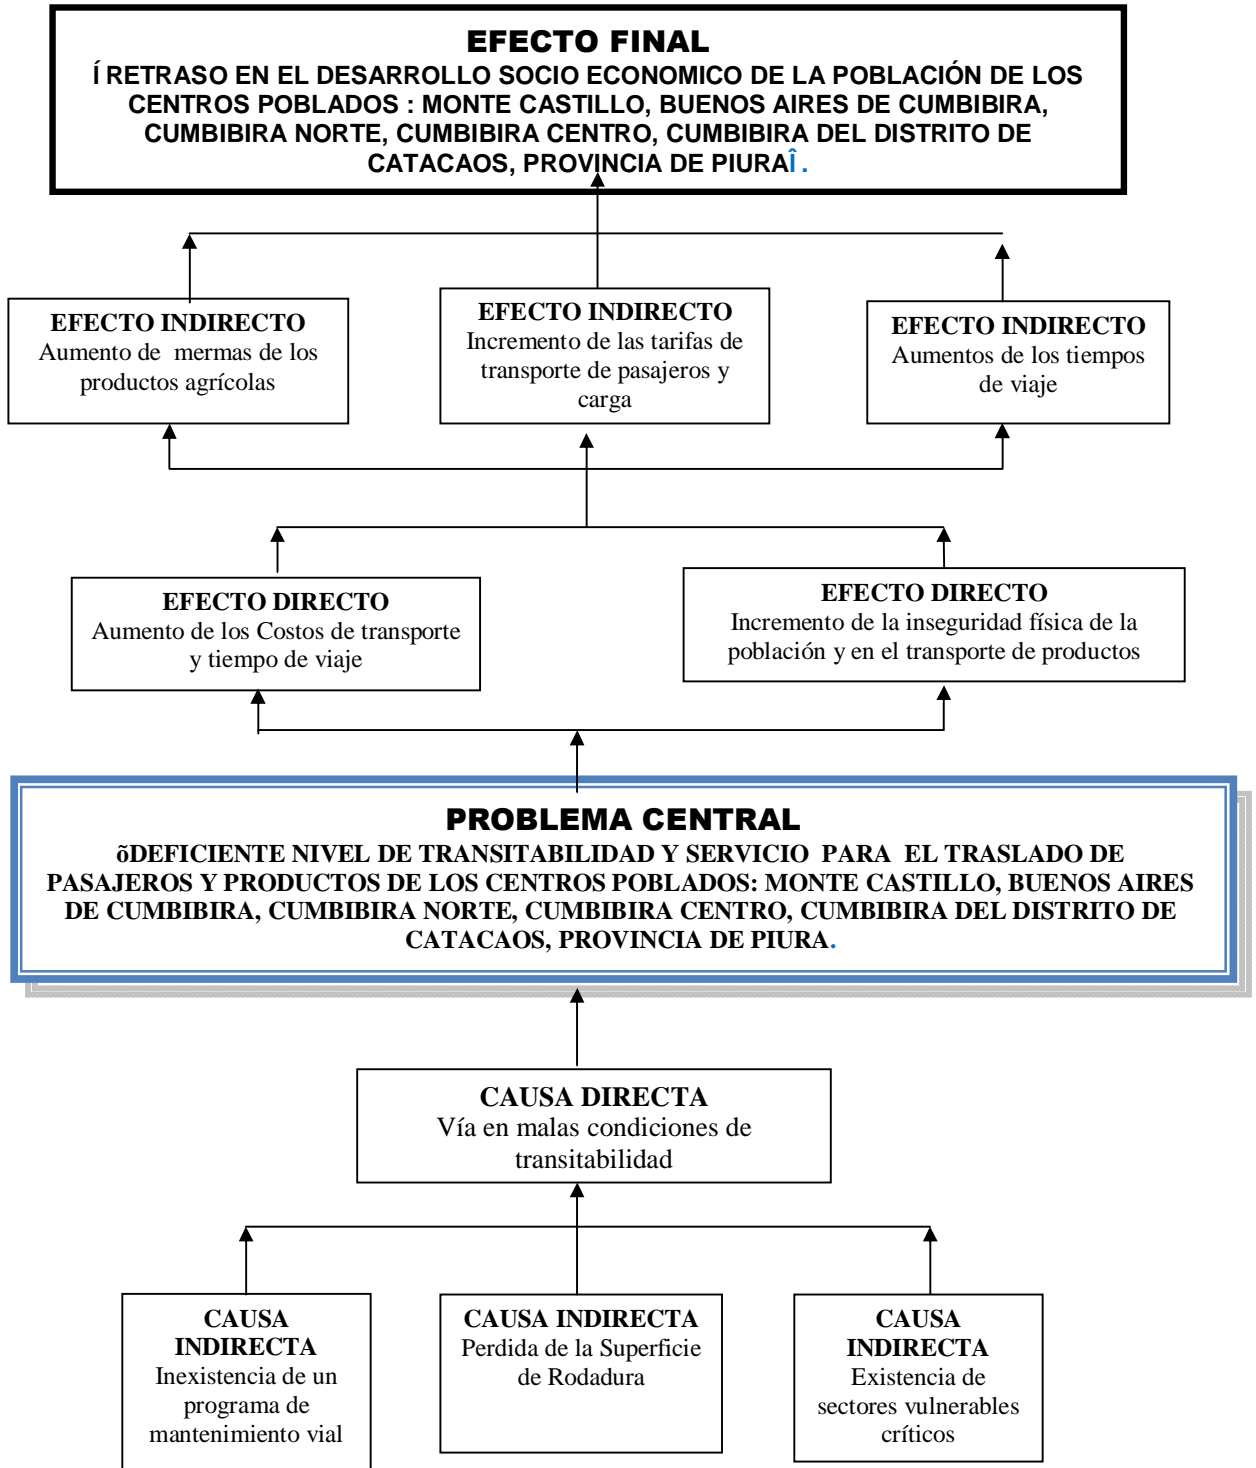 EFECTO FINAL
Í RETRASO EN EL DESARROLLO SOCIO ECONOMICO DE LA POBLACIÓN DE LOS
CENTROS POBLADOS : MONTE CASTILLO, BUENOS AIRES DE CUMBIBIRA,
CUMBIBIRA NORTE, CUMBIBIRA CENTRO, CUMBIBIRA DEL DISTRITO DE
CATACAOS, PROVINCIA DE PIURAÎ .
EFECTO INDIRECTO
Aumento de  mermas de los
productos agrícolas
EFECTO INDIRECTO
Incremento de las tarifas de
transporte de pasajeros y
carga
EFECTO INDIRECTO
Aumentos de los tiempos
de viaje
EFECTO DIRECTO
Aumento de los Costos de transporte
y tiempo de viaje
EFECTO DIRECTO
Incremento de la inseguridad física de la
población y en el transporte de productos
PROBLEMA CENTRAL
õDEFICIENTE NIVEL DE TRANSITABILIDAD Y SERVICIO  PARA  EL TRASLADO DE
PASAJEROS Y PRODUCTOS DE LOS CENTROS POBLADOS: MONTE CASTILLO, BUENOS AIRES
DE CUMBIBIRA, CUMBIBIRA NORTE, CUMBIBIRA CENTRO, CUMBIBIRA DEL DISTRITO DE
CATACAOS, PROVINCIA DE PIURA.
CAUSA DIRECTA
Vía en malas condiciones de
transitabilidad
CAUSA
INDIRECTA
Inexistencia de un
programa de
mantenimiento vial
CAUSA INDIRECTA
Perdida de la Superficie
de Rodadura
CAUSA
INDIRECTA
Existencia de
sectores vulnerables
críticos